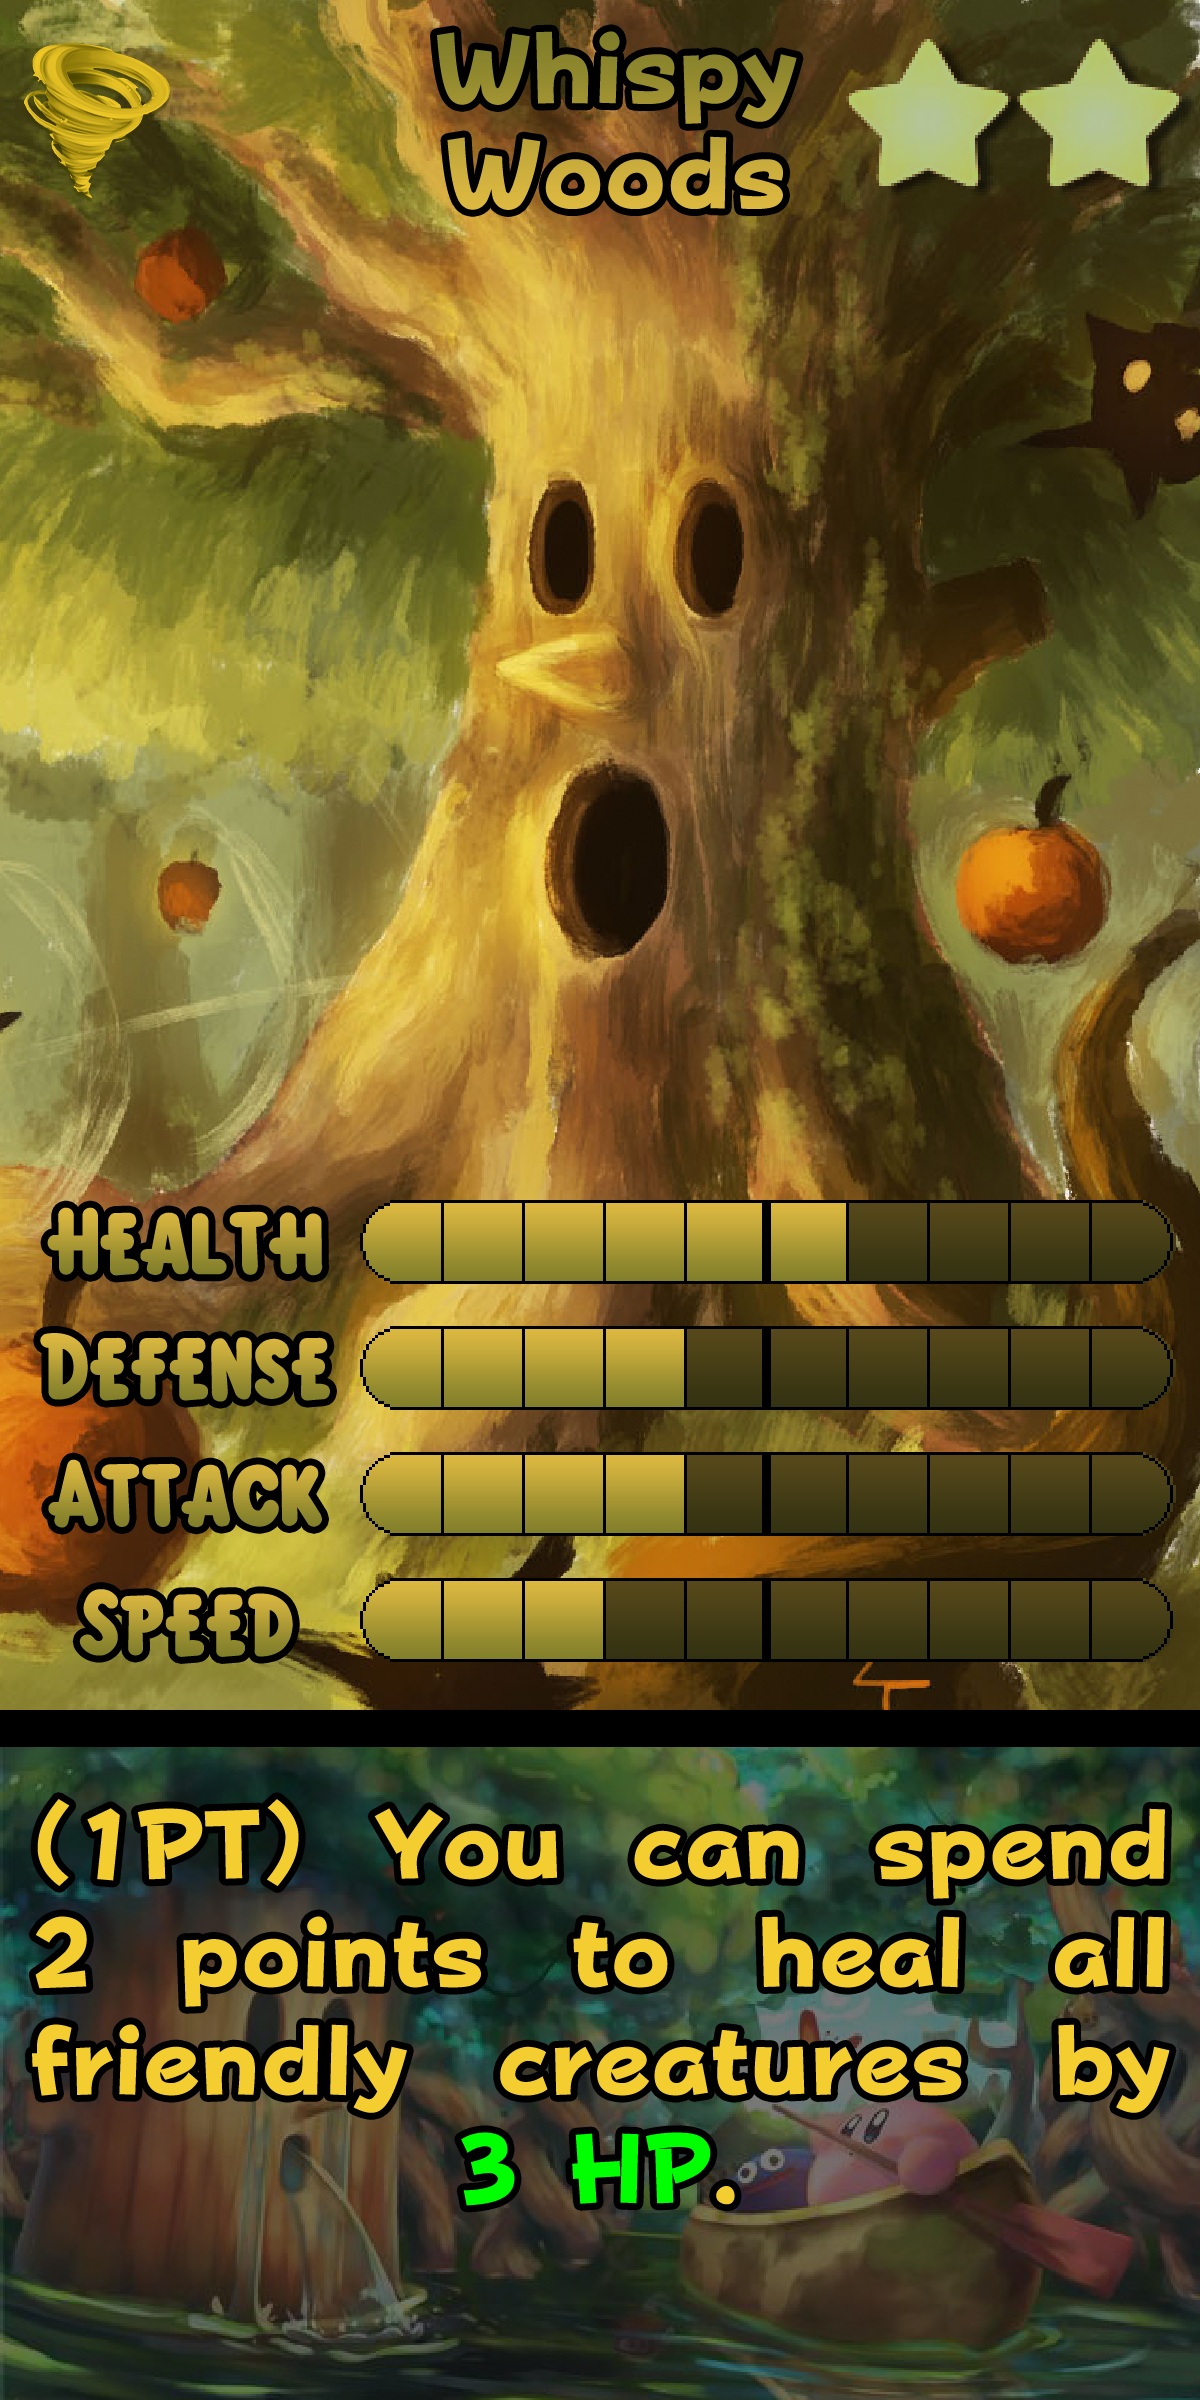 Whispy
Woods
HEALTH
DEFENSE
ATTACK
SPEED
(1PT) You can spend
2 points to heal all
friendly creatures by
3 HP.